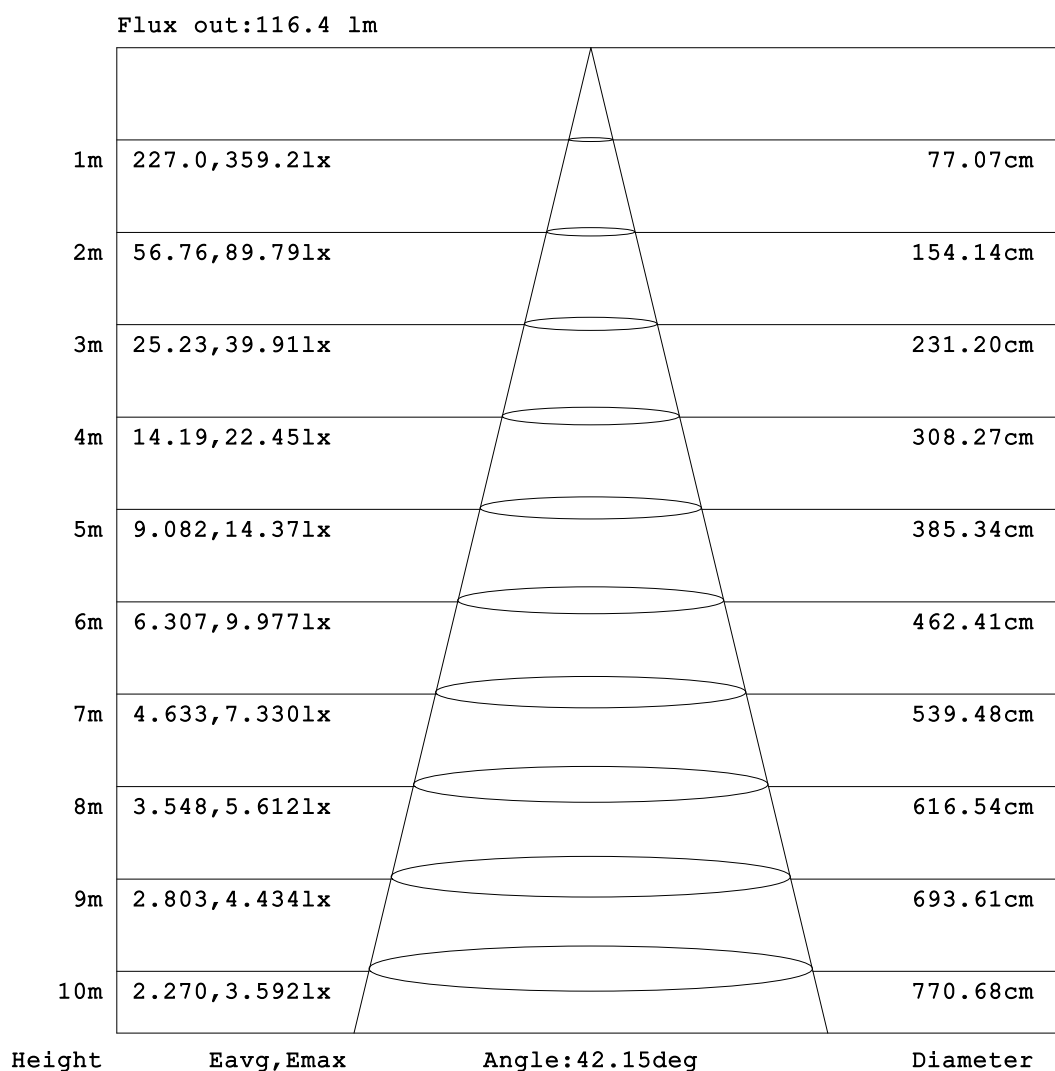 Flux out:116.4 lm
1m 227.0,359.2lx 77.07cm
2m 56.76,89.79lx 154.14cm
3m 25.23,39.91lx 231.20cm
4m 14.19,22.45lx 308.27cm
5m 9.082,14.37lx 385.34cm
6m 6.307,9.977lx 462.41cm
7m 4.633,7.330lx 539.48cm
8m 3.548,5.612lx 616.54cm
9m 2.803,4.434lx 693.61cm
10m 2.270,3.592lx 770.68cm
Height Eavg,Emax Angle:42.15deg Diameter